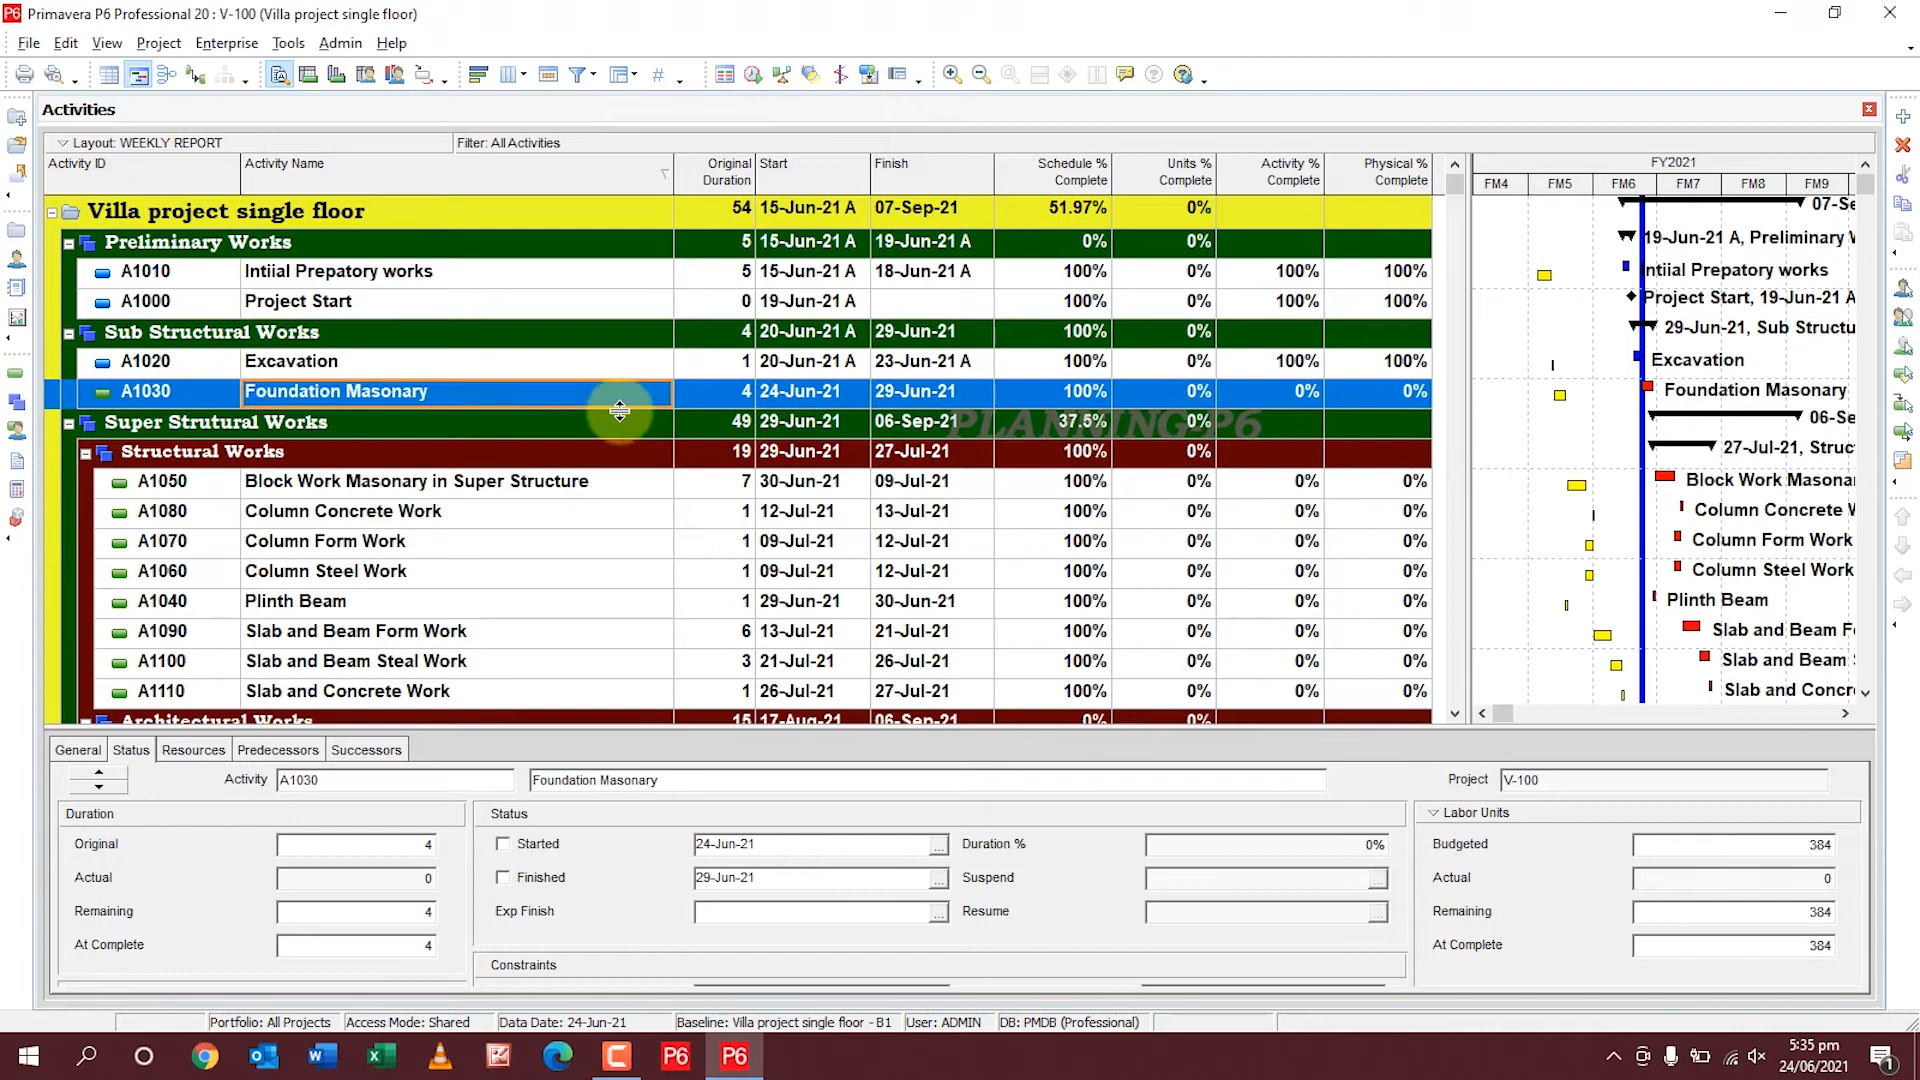 Primavera P6 Professional 20 : V-100 (Villa project single floor)
File Edit View Project Enterprise Tools Admin Help
Activities
Layout: WEEKLY REPORT Filter: All Activities
Activity ID Activity Name Original Duration Start Finish Schedule % Complete Units % Complete Activity % Complete Physical % Complete
FY2021
FM4 FM5 FM6 FM7 FM8 FM9
Villa project single floor 54 15-Jun-21 A 07-Sep-21 51.97% 0% 07-Se
Preliminary Works 5 15-Jun-21 A 19-Jun-21 A 0% 0% 19-Jun-21 A, Preliminary
A1010 Intiial Prepatory works 5 15-Jun-21 A 18-Jun-21 A 100% 0% 100% 100% Intiial Prepatory works
A1000 Project Start 0 19-Jun-21 A 100% 0% 100% 100% Project Start, 19-Jun-21 A
Sub Structural Works 4 20-Jun-21 A 29-Jun-21 100% 0% 29-Jun-21, Sub Structu
A1020 Excavation 1 20-Jun-21 A 23-Jun-21 A 100% 0% 100% 100% Excavation
A1030 Foundation Masonary 4 24-Jun-21 29-Jun-21 100% 0% 0% 0% Foundation Masonary
Super Strutural Works 49 29-Jun-21 06-Sep-21 37.5% 0% 06-Se
PLANNING-P6
Structural Works 19 29-Jun-21 27-Jul-21 100% 0% 27-Jul-21, Struc
A1050 Block Work Masonary in Super Structure 7 30-Jun-21 09-Jul-21 100% 0% 0% 0% Block Work Masona
A1080 Column Concrete Work 1 12-Jul-21 13-Jul-21 100% 0% 0% 0% Column Concrete
A1070 Column Form Work 1 09-Jul-21 12-Jul-21 100% 0% 0% 0% Column Form Work
A1060 Column Steel Work 1 09-Jul-21 12-Jul-21 100% 0% 0% 0% Column Steel Work
A1040 Plinth Beam 1 29-Jun-21 30-Jun-21 100% 0% 0% 0% Plinth Beam
A1090 Slab and Beam Form Work 6 13-Jul-21 21-Jul-21 100% 0% 0% 0% Slab and Beam F
A1100 Slab and Beam Steal Work 3 21-Jul-21 26-Jul-21 100% 0% 0% 0% Slab and Beam
A1110 Slab and Concrete Work 1 26-Jul-21 27-Jul-21 100% 0% 0% 0% Slab and Concr
Architectural Works 15 17-Aug-21 06-Sep-21 0% 0%
General Status Resources Predecessors Successors
Activity A1030 Foundation Masonary Project V-100
Duration Status Labor Units
Original 4 Started 24-Jun-21 ... Duration % 0% Budgeted 384
Actual 0 Finished 29-Jun-21 ... Suspend ... Actual 0
Remaining 4 Exp Finish ... Resume ... Remaining 384
At Complete 4 At Complete 384
Constraints
Portfolio: All Projects Access Mode: Shared Data Date: 24-Jun-21 Baseline: Villa project single floor - B1 User: ADMIN DB: PMDB (Professional)
5:35 pm
24/06/2021
1